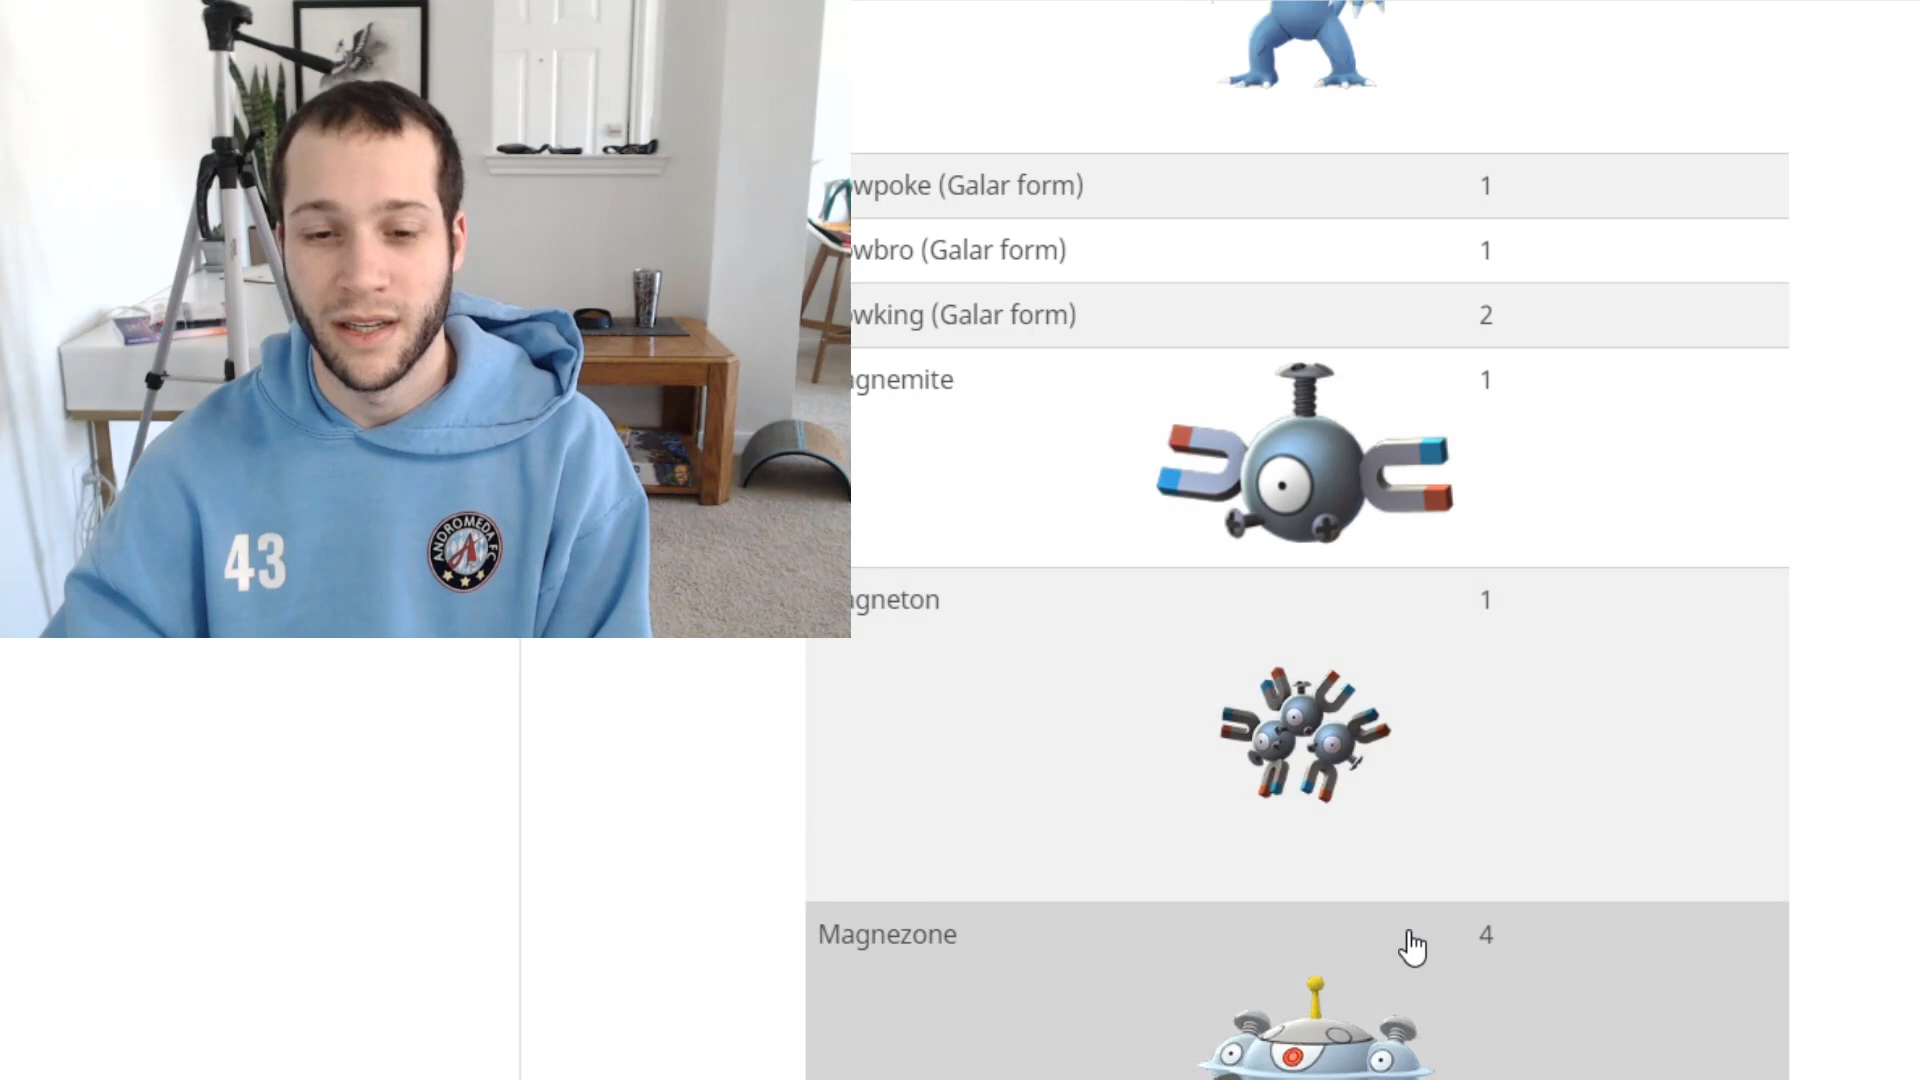 wpoke (Galar form) 1
wbro (Galar form) 1
wking (Galar form) 2
gnemite 1
gneton 1
Magnezone 4
43
ANDROMEDA FC